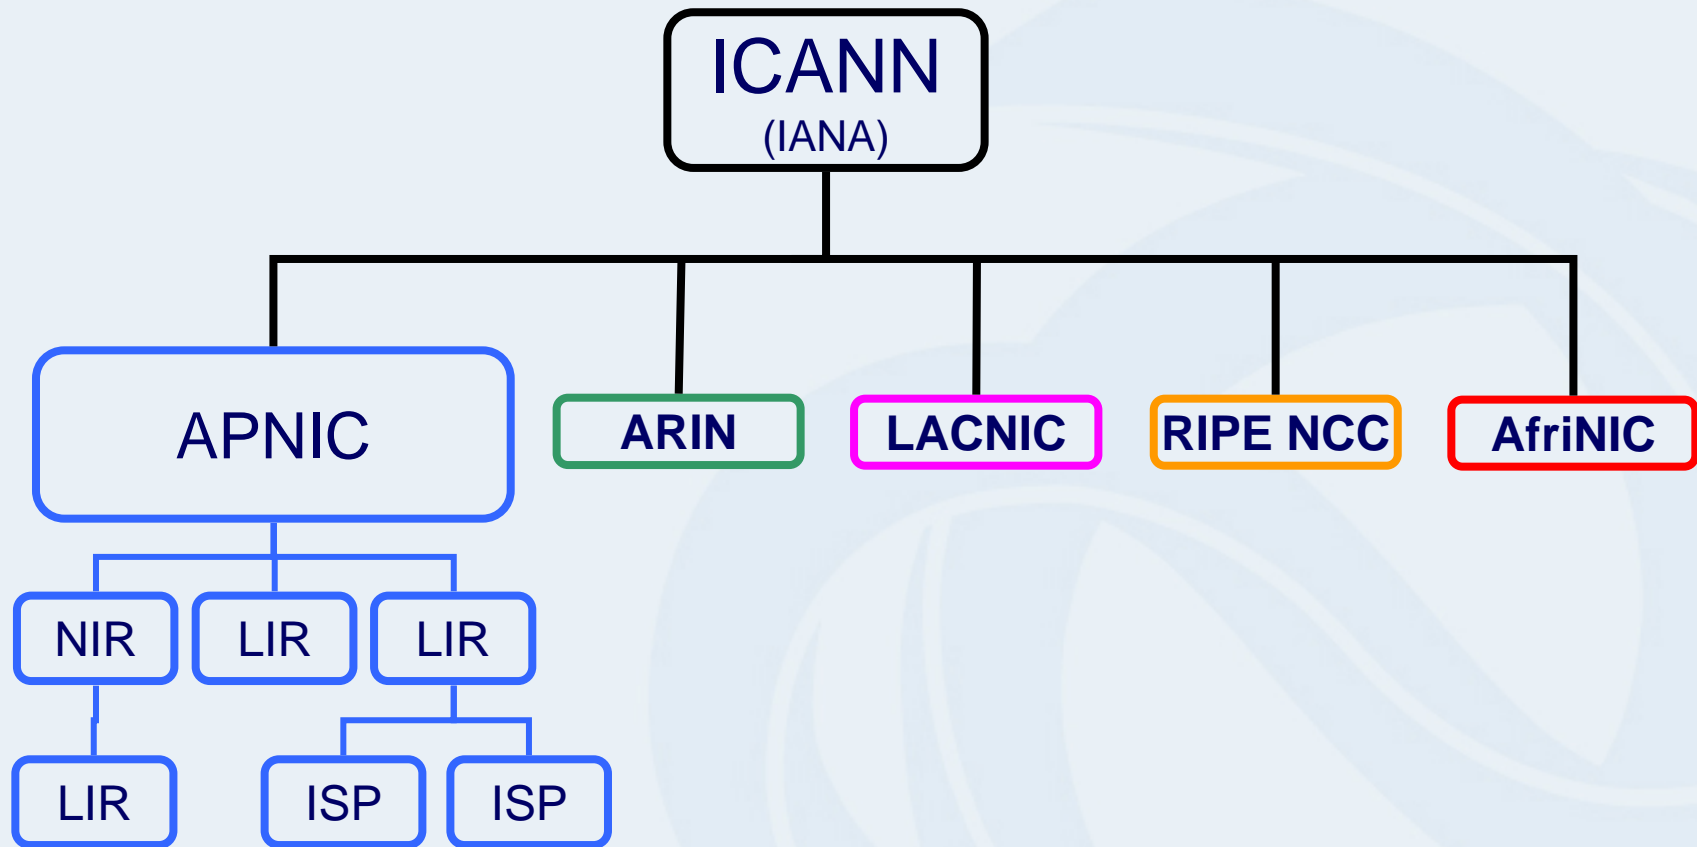 ICANN
(IANA)
APNIC
ARIN
LACNIC
RIPE NCC
AfriNIC
NIR
LIR
LIR
LIR
ISP
ISP